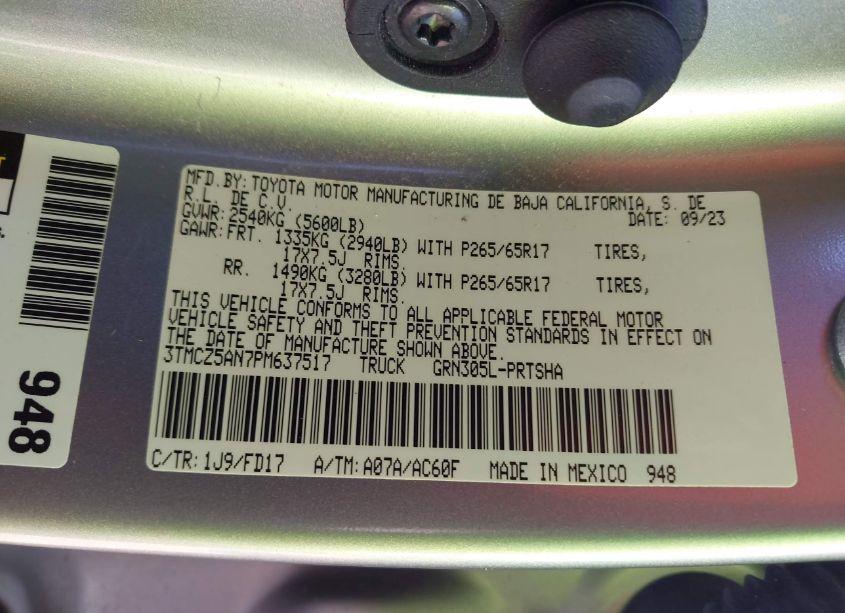 MFD.BY: TOYOTA MOTOR MANUFACTURING DE BAJA CALIFORNIA, S. DE
R.L. DE C.V. DATE: 09/23
GVWR: 2540KG (5600LB)
GAWR: FRT. 1335KG (2940LB) WITH P265/65R17 TIRES,
17X7.5J RIMS.
RR. 1490KG (3280LB) WITH P265/65R17 TIRES,
17X7.5J RIMS.
THIS VEHICLE CONFORMS TO ALL APPLICABLE FEDERAL MOTOR
VEHICLE SAFETY AND THEFT PREVENTION STANDARDS IN EFFECT ON
THE DATE OF MANUFACTURE SHOWN ABOVE.
3TMCZ5AN7PM637517 TRUCK GRN305L-PRTSHA
C/TR: 1J9/FD17 A/TM: A07A/AC60F MADE IN MEXICO 948
948